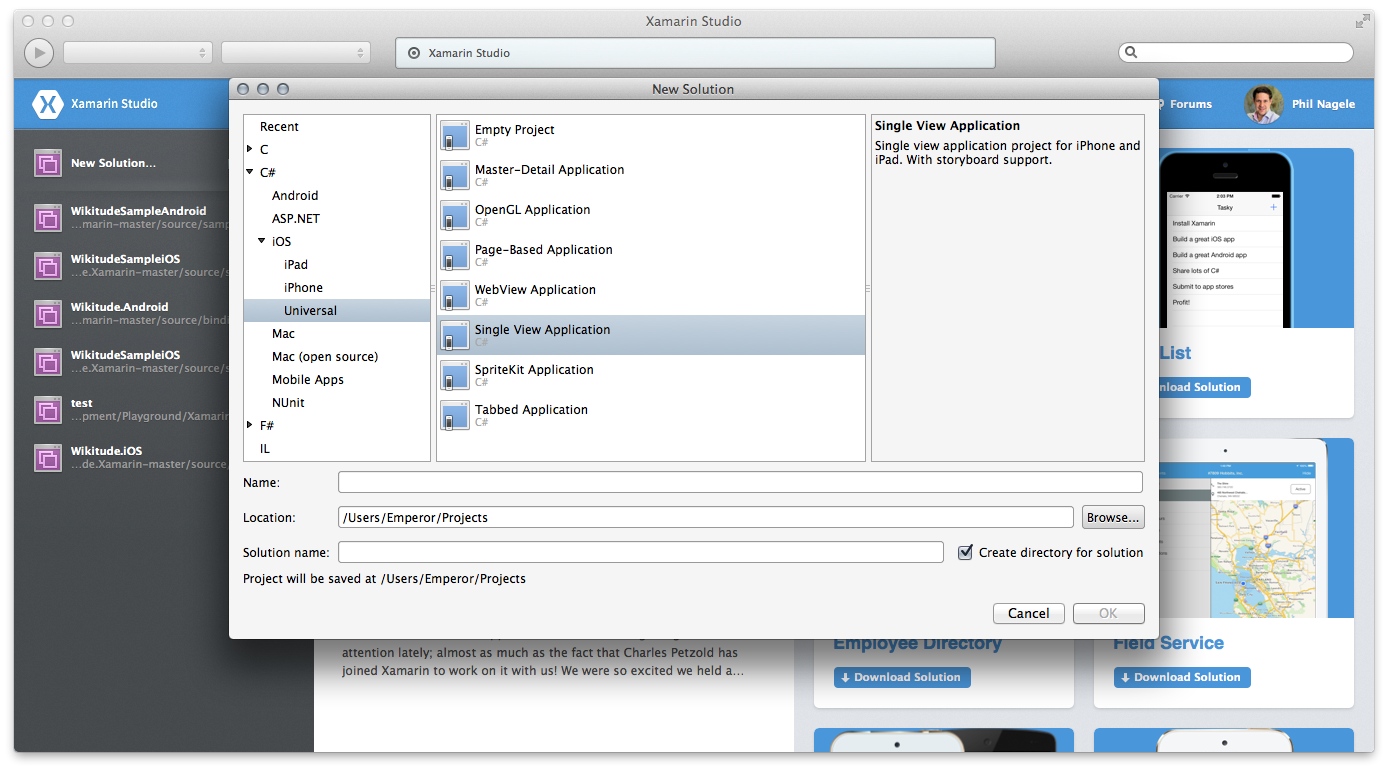 Xamarin Studio
Xamarin Studio
Xamarin Studio
Forums
Phil Nagele
New Solution...
WikitudeSampleAndroid
...marin-master/source/samp
WikitudeSampleiOS
...e.Xamarin-master/source/s
Wikitude.Android
...marin-master/source/bindi
WikitudeSampleiOS
...e.Xamarin-master/source/s
test
...pment/Playground/Xamarin
Wikitude.iOS
...de.Xamarin-master/source/
New Solution
Recent
C
C#
Android
ASP.NET
iOS
iPad
iPhone
Universal
Mac
Mac (open source)
Mobile Apps
NUnit
F#
IL
Empty Project
C#
Master-Detail Application
C#
OpenGL Application
C#
Page-Based Application
C#
WebView Application
C#
Single View Application
C#
SpriteKit Application
C#
Tabbed Application
C#
Single View Application
Single view application project for iPhone and
iPad. With storyboard support.
Name:
Location:
/Users/Emperor/Projects
Browse...
Solution name:
Create directory for solution
Project will be saved at /Users/Emperor/Projects
Cancel
OK
Carrier
2:03 PM
Tasky
Install Xamarin
Build a great iOS app
Build a great Android app
Share lots of C#
Submit to app stores
Profit!
List
nload Solution
attention lately; almost as much as the fact that Charles Petzold has
joined Xamarin to work on it with us! We were so excited we held a...
Employee Directory
Download Solution
Active
Field Service
Download Solution